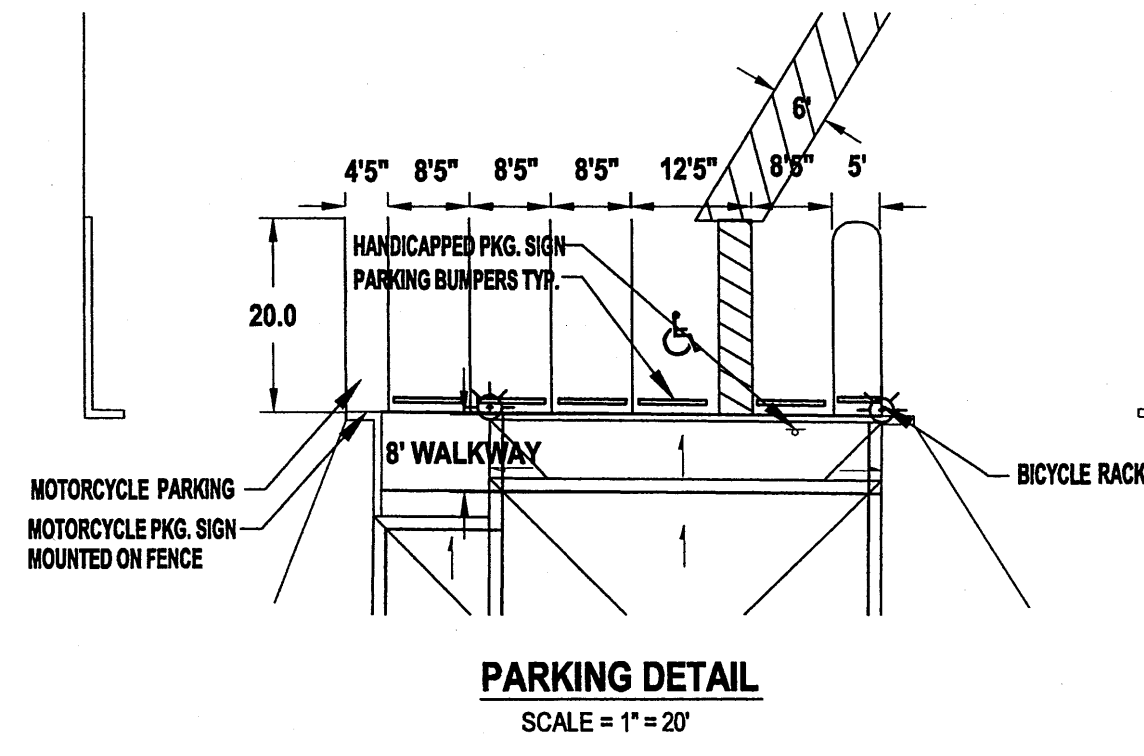 6'
4'5" 8'5" 8'5" 8'5" 12'5" 8'5" 5'
HANDICAPPED PKG. SIGN
PARKING BUMPERS TYP.
20.0
8' WALKWAY
MOTORCYCLE PARKING
BICYCLE RACK
MOTORCYCLE PKG. SIGN
MOUNTED ON FENCE
PARKING DETAIL
SCALE = 1" = 20'